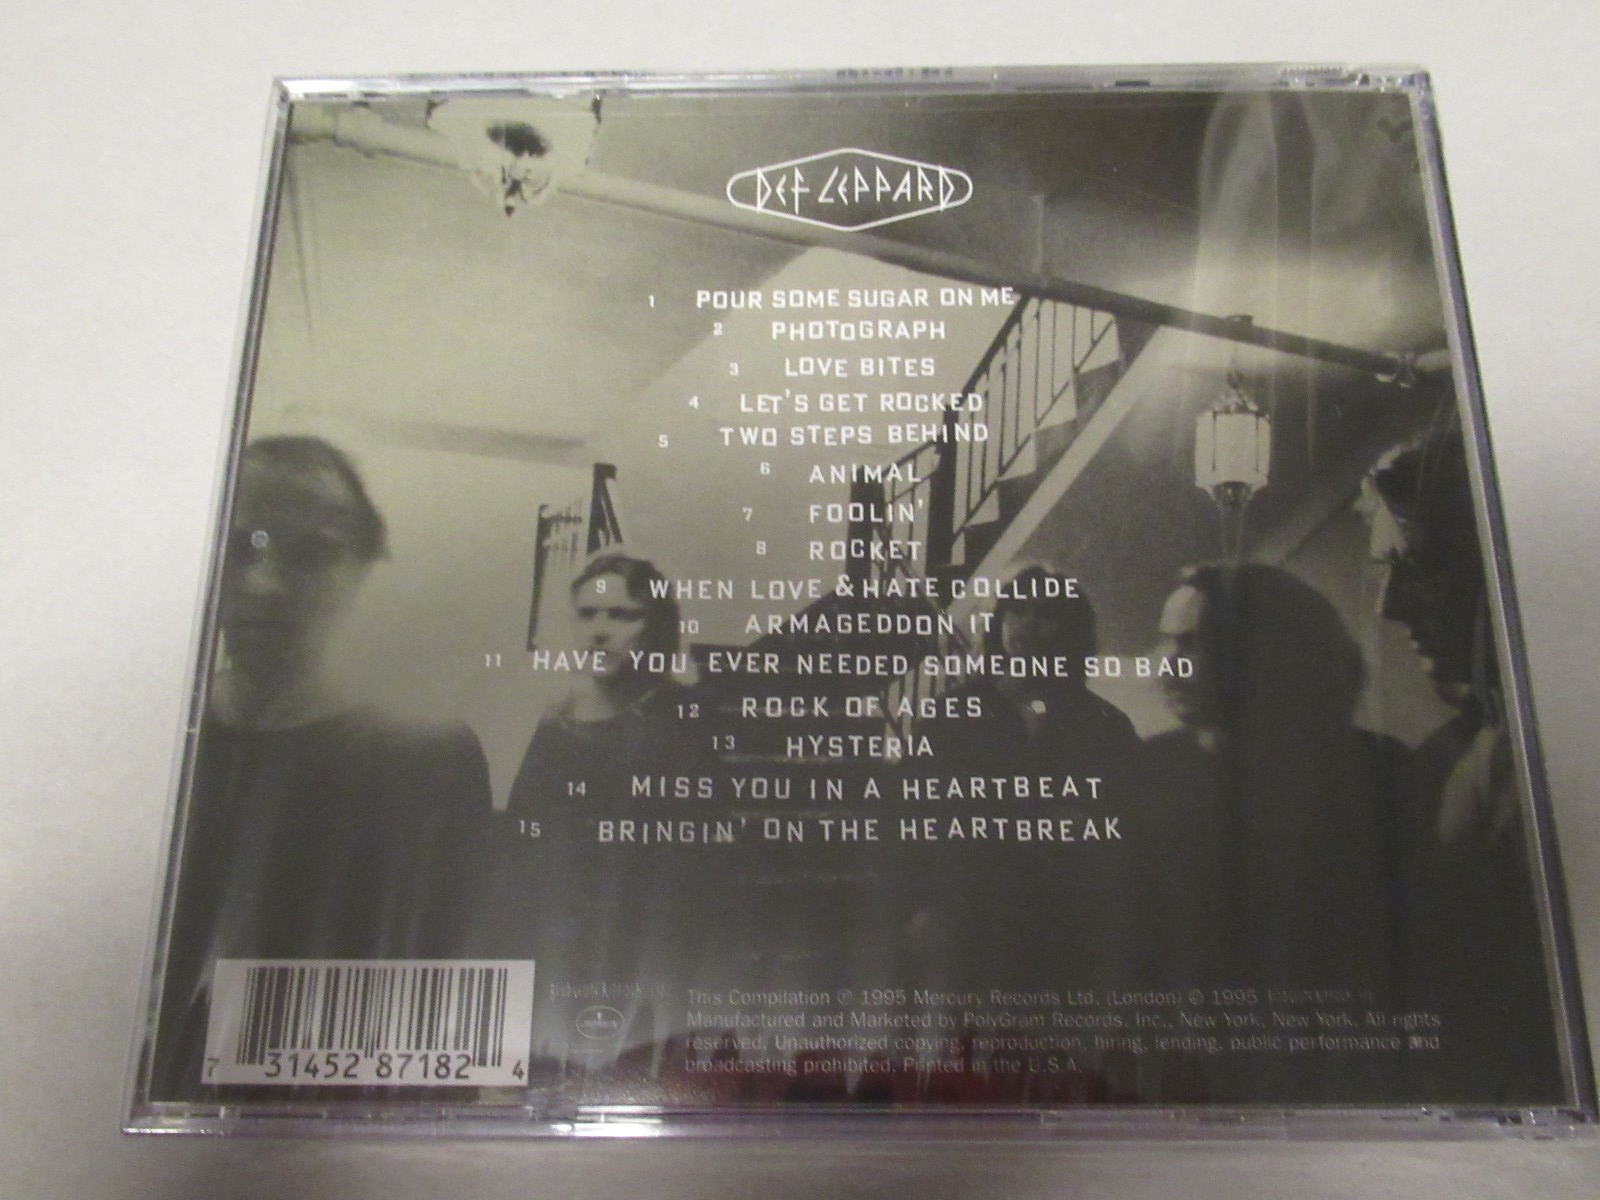 DEF LEPPARD
1 POUR SOME SUGAR ON ME
2 PHOTOGRAPH
3 LOVE BITES
4 LET'S GET ROCKED
5 TWO STEPS BEHIND
6 ANIMAL
7 FOOLIN'
8 ROCKET
9 WHEN LOVE & HATE COLLIDE
10 ARMAGEDDON IT
11 HAVE YOU EVER NEEDED SOMEONE SO BAD
12 ROCK OF AGES
13 HYSTERIA
14 MISS YOU IN A HEARTBEAT
15 BRINGIN' ON THE HEARTBREAK
This Compilation ℗ 1995 Mercury Records Ltd. (London) © 1995
Manufactured and Marketed by PolyGram Records, Inc., New York, New York. All rights
reserved. Unauthorized copying, reproduction, hiring, lending, public performance and
broadcasting prohibited. Printed in the U.S.A.
7 31452 87182 4